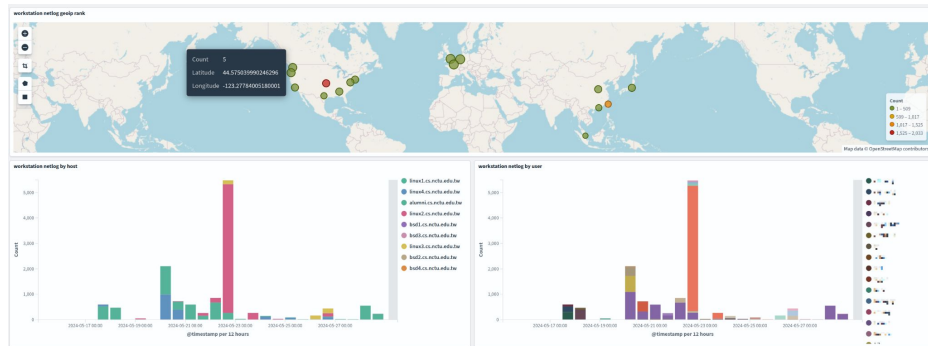 workstation netlog geoip rank
Count 5
Latitude 44.575039990246296
Longitude -123.27784005180001
Count
1 – 509
509 – 1,017
1,017 – 1,525
1,525 – 2,033
Map data © OpenStreetMap contributors
workstation netlog by host
5,000
4,000
3,000
2,000
1,000
0
Count
2024-05-17 00:00 2024-05-19 00:00 2024-05-21 00:00 2024-05-23 00:00 2024-05-25 00:00 2024-05-27 00:00
@timestamp per 12 hours
linux1.cs.nctu.edu.tw
linux4.cs.nctu.edu.tw
alumni.cs.nctu.edu.tw
linux2.cs.nctu.edu.tw
bsd1.cs.nctu.edu.tw
bsd3.cs.nctu.edu.tw
linux3.cs.nctu.edu.tw
bsd2.cs.nctu.edu.tw
bsd4.cs.nctu.edu.tw
workstation netlog by user
5,000
4,000
3,000
2,000
1,000
0
Count
2024-05-17 00:00 2024-05-19 00:00 2024-05-21 00:00 2024-05-23 00:00 2024-05-25 00:00 2024-05-27 00:00
@timestamp per 12 hours